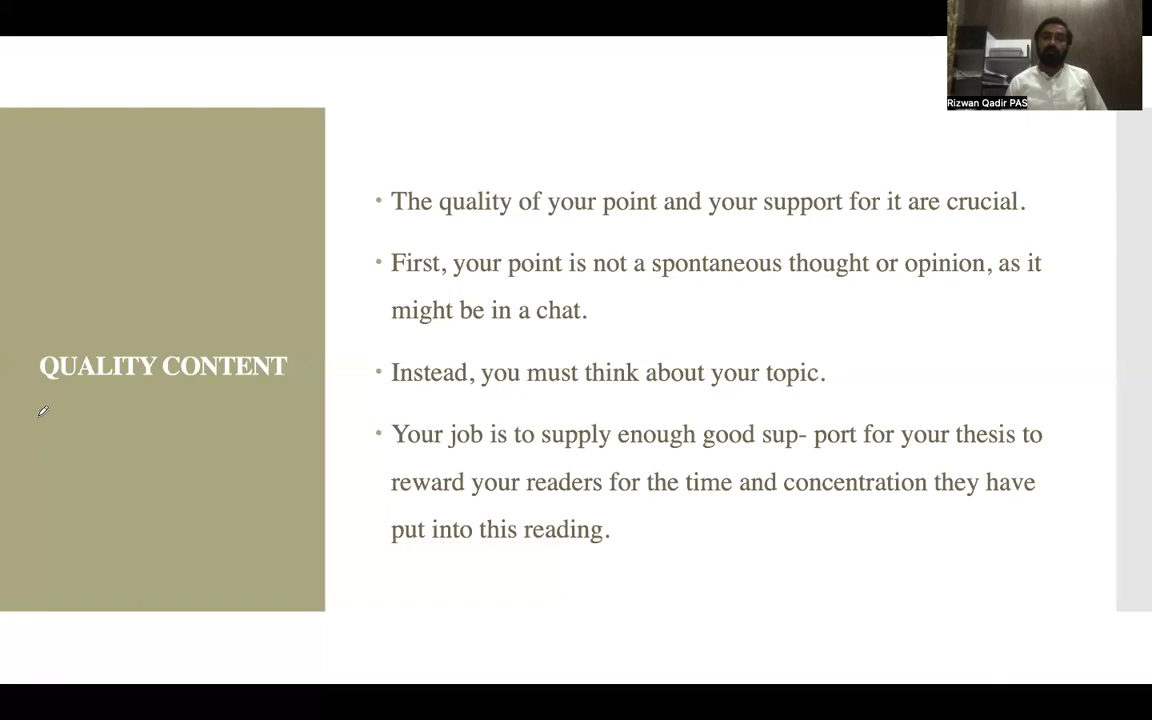 Rizwan Qadir PAS
QUALITY CONTENT
• The quality of your point and your support for it are crucial.
• First, your point is not a spontaneous thought or opinion, as it
might be in a chat.
• Instead, you must think about your topic.
• Your job is to supply enough good sup- port for your thesis to
reward your readers for the time and concentration they have
put into this reading.